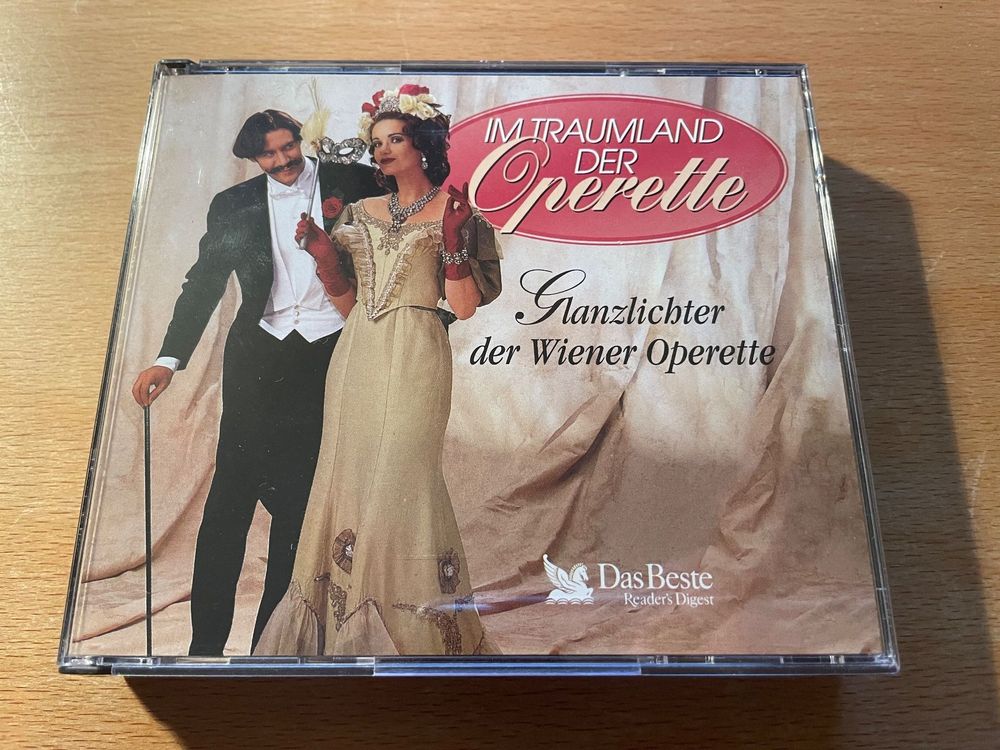 IM TRAUMLAND
DER
Operette
Glanzlichter
der Wiener Operette
Das Beste
Reader's Digest